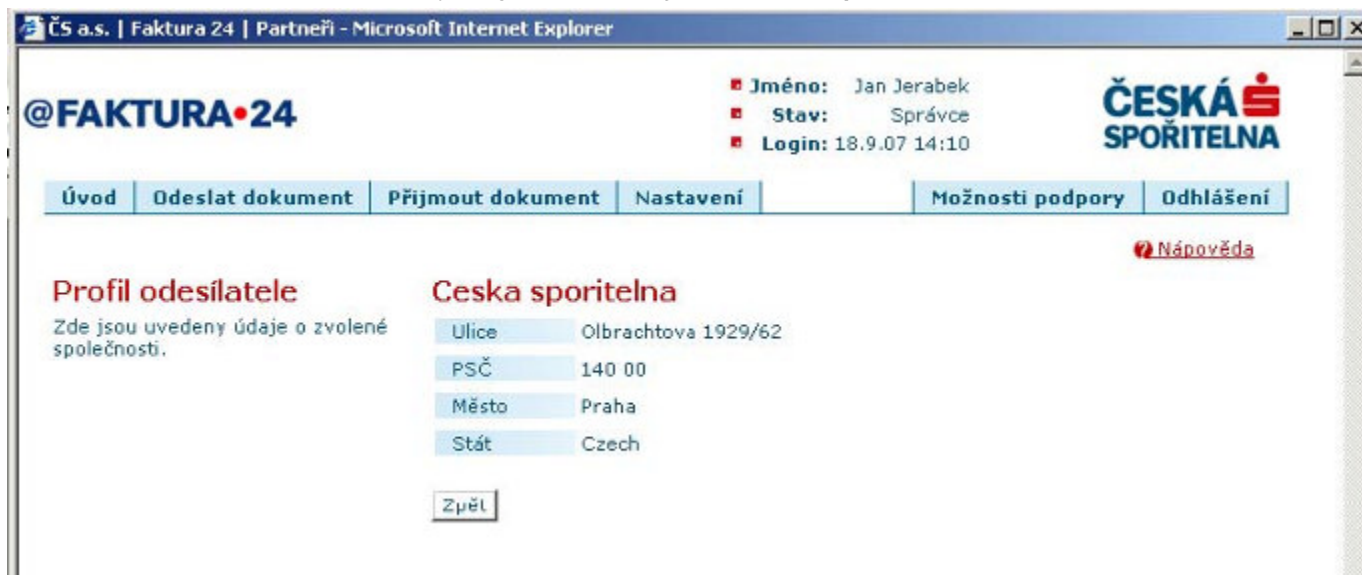 ČS a.s. | Faktura 24 | Partneři - Microsoft Internet Explorer
@FAKTURA•24
Jméno: Jan Jerabek
Stav: Správce
Login: 18.9.07 14:10
ČESKÁ
SPOŘITELNA
Úvod Odeslat dokument Přijmout dokument Nastavení Možnosti podpory Odhlášení
Nápověda
Profil odesílatele
Zde jsou uvedeny údaje o zvolené
společnosti.
Ceska sporitelna
Ulice Olbrachtova 1929/62
PSČ 140 00
Město Praha
Stát Czech
Zpět